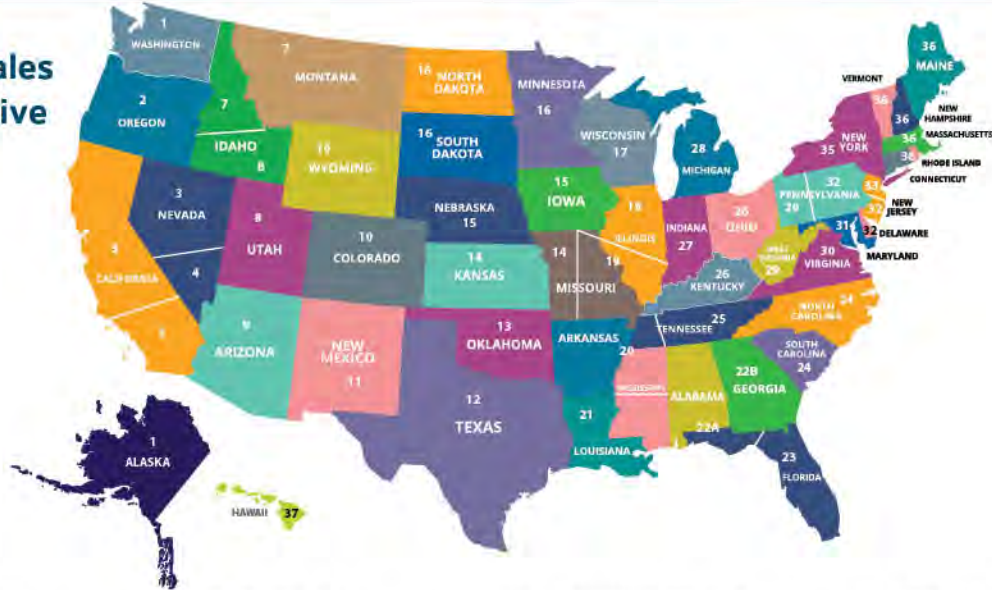 ales
ive
1
WASHINGTON
2
OREGON
7
IDAHO
8
7
MONTANA
WYOMING
3
NEVADA
4
8
UTAH
10
COLORADO
CALIFORNIA
9
ARIZONA
NEW
MEXICO
11
16
NORTH
DAKOTA
16
SOUTH
DAKOTA
NEBRASKA
15
14
KANSAS
13
OKLAHOMA
12
TEXAS
MINNESOTA
16
15
IOWA
14
19
MISSOURI
ARKANSAS
20
21
LOUISIANA
WISCONSIN
17
18
ILLINOIS
28
MICHIGAN
INDIANA
27
26
KENTUCKY
25
TENNESSEE
MISSISSIPPI
ALABAMA
22A
22B
GEORGIA
23
FLORIDA
SOUTH
CAROLINA
24
NORTH
CAROLINA
24
30
VIRGINIA
WEST
VIRGINIA
29
32
PENNSYLVANIA
NEW
YORK
35
VERMONT
36
36
NEW
HAMPSHIRE
36
MAINE
36
MASSACHUSETTS
RHODE ISLAND
CONNECTICUT
NEW
JERSEY
32
32
DELAWARE
31
MARYLAND
1
ALASKA
HAWAII
37